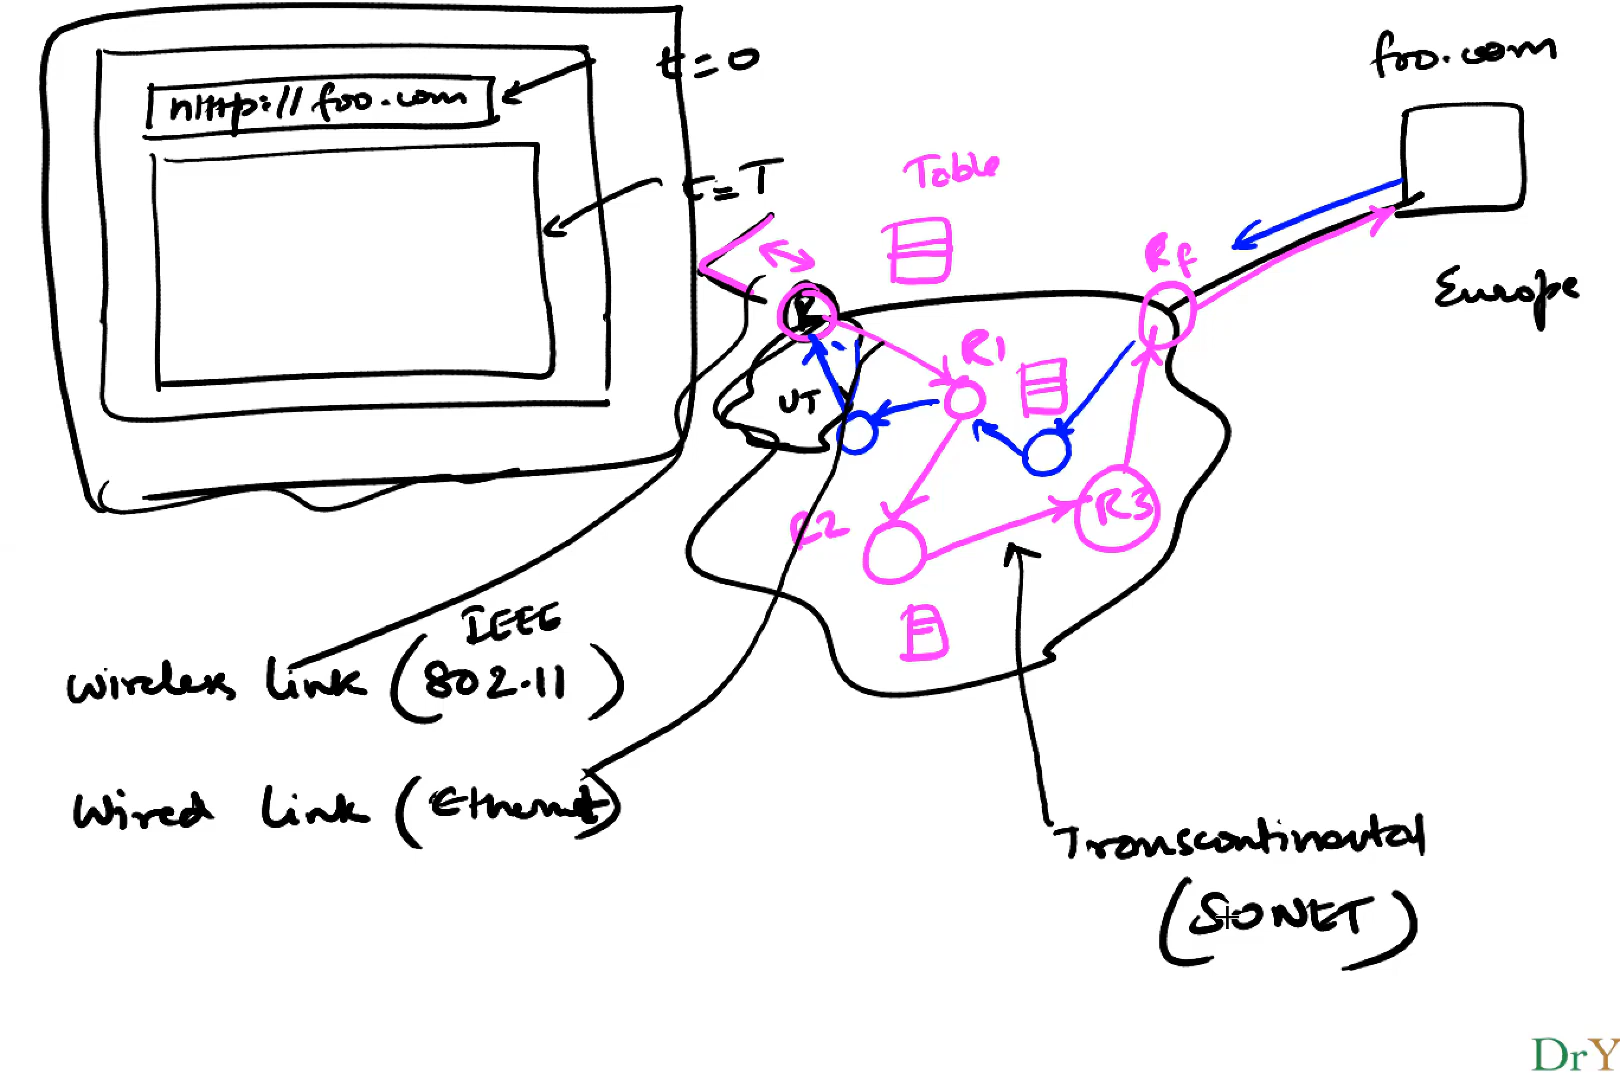 foo.com
t=0
http://foo.com
t=T
Table
Rf
Europe
R
R1
UT
R2
R3
IEEE
wireless link (802.11)
Wired link (Ethernet)
Transcontinental
(SONET)
DrY